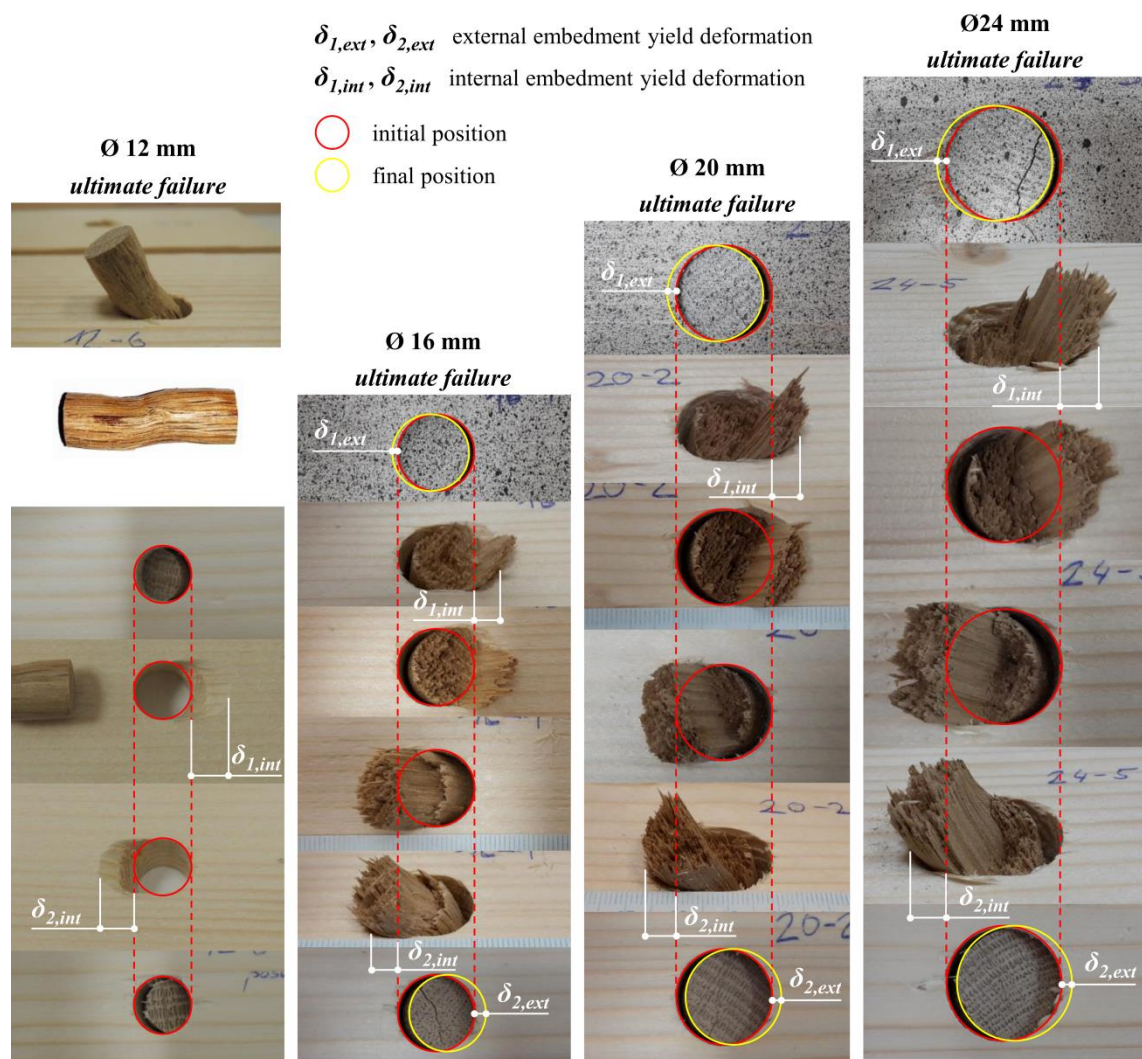 δ1,ext , δ2,ext external embedment yield deformation
δ1,int , δ2,int internal embedment yield deformation
initial position
final position
Ø 12 mm
ultimate failure
12-6
δ1,int
δ2,int
Ø 16 mm
ultimate failure
δ1,ext
δ1,int
δ2,int
δ2,ext
Ø 20 mm
ultimate failure
δ1,ext
20-2
δ1,int
20-2
20
20-2
δ2,int
20-2
δ2,ext
Ø24 mm
ultimate failure
δ1,ext
24-5
δ1,int
24-
24-5
δ2,int
δ2,ext